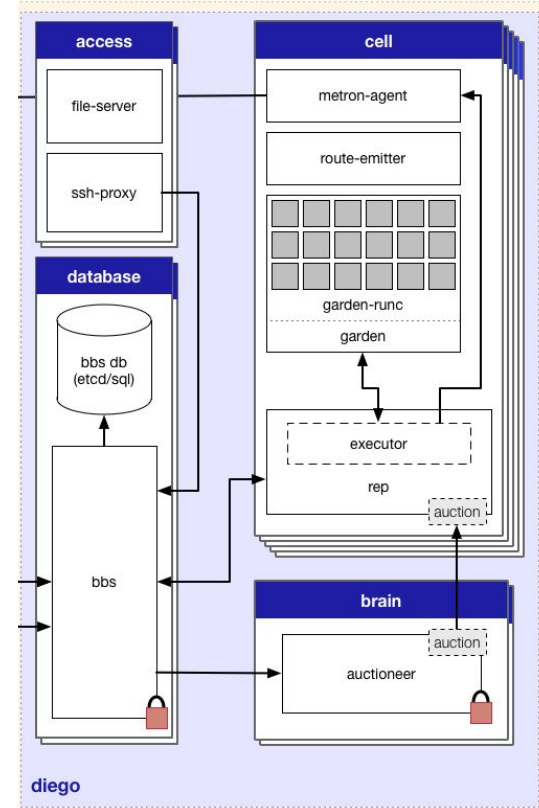 access
file-server
ssh-proxy
database
bbs db
(etcd/sql)
bbs
cell
metron-agent
route-emitter
garden-runc
garden
executor
rep
auction
brain
auction
auctioneer
diego